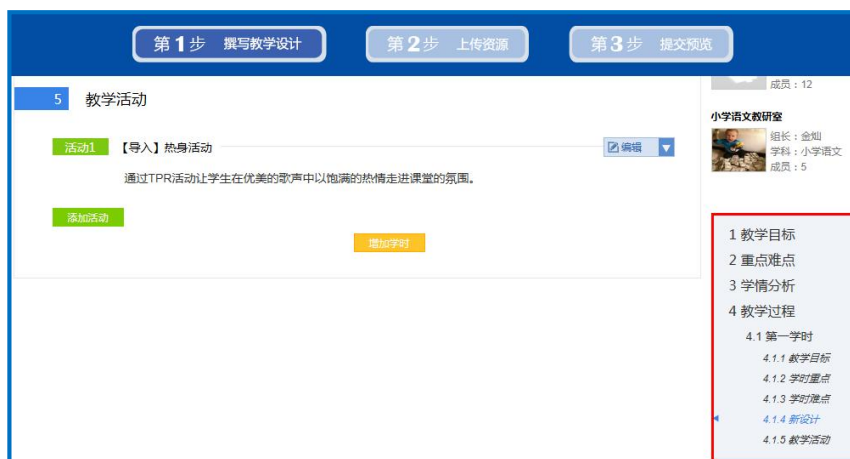 第1步 撰写教学设计
第2步 上传资源
第3步 提交预览
成员：12
5 教学活动
小学语文教研室
组长：金灿
学科：小学语文
成员：5
活动1 【导入】热身活动
编辑
通过TPR活动让学生在优美的歌声中以饱满的热情走进课堂的氛围。
添加活动
增加学时
1 教学目标
2 重点难点
3 学情分析
4 教学过程
4.1 第一学时
4.1.1 教学目标
4.1.2 学时重点
4.1.3 学时难点
4.1.4 新设计
4.1.5 教学活动